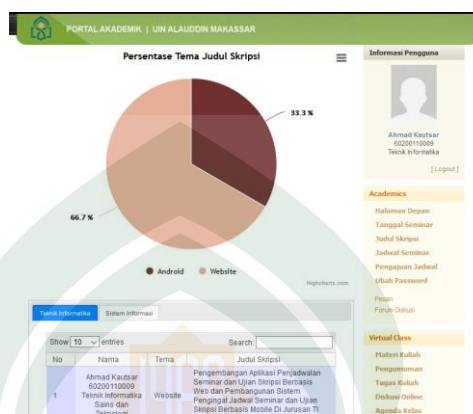 PORTAL AKADEMIK | UIN ALAUDDIN MAKASSAR
Persentase Tema Judul Skripsi
33.3 %
66.7 %
Android
Website
Highcharts.com
Teknik Informatika
Sistem Informasi
Show 10 entries
Search:
No Nama Tema Judul Skripsi
1
Ahmad Kautsar
60200110009
Teknik Informatika
Sains dan
Teknologi
Website
Pengembangan Aplikasi Penjadwalan
Seminar dan Ujian Skripsi Berbasis
Web dan Pembangunan Sistem
Pengingat Jadwal Seminar dan Ujian
Skripsi Berbasis Mobile Di Jurusan TI
Informasi Pengguna
Ahmad Kautsar
60200110009
Teknik Informatika
[ Logout ]
Academics
Halaman Depan
Tanggal Seminar
Judul Skripsi
Jadwal Seminar
Pengajuan Jadwal
Ubah Password
Pesan
Forum Diskusi
Virtual Class
Materi Kuliah
Pengumuman
Tugas Kuliah
Diskusi Online
Agenda Kelas